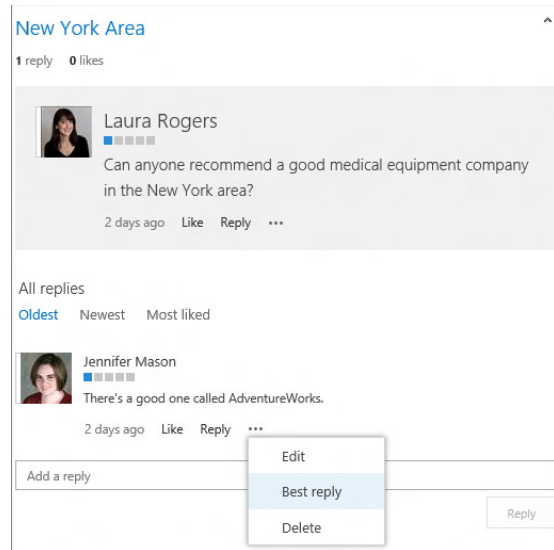 New York Area
1 reply 0 likes
Laura Rogers
Can anyone recommend a good medical equipment company
in the New York area?
2 days ago Like Reply •••
All replies
Oldest Newest Most liked
Jennifer Mason
There's a good one called AdventureWorks.
2 days ago Like Reply •••
Edit
Add a reply
Best reply
Reply
Delete